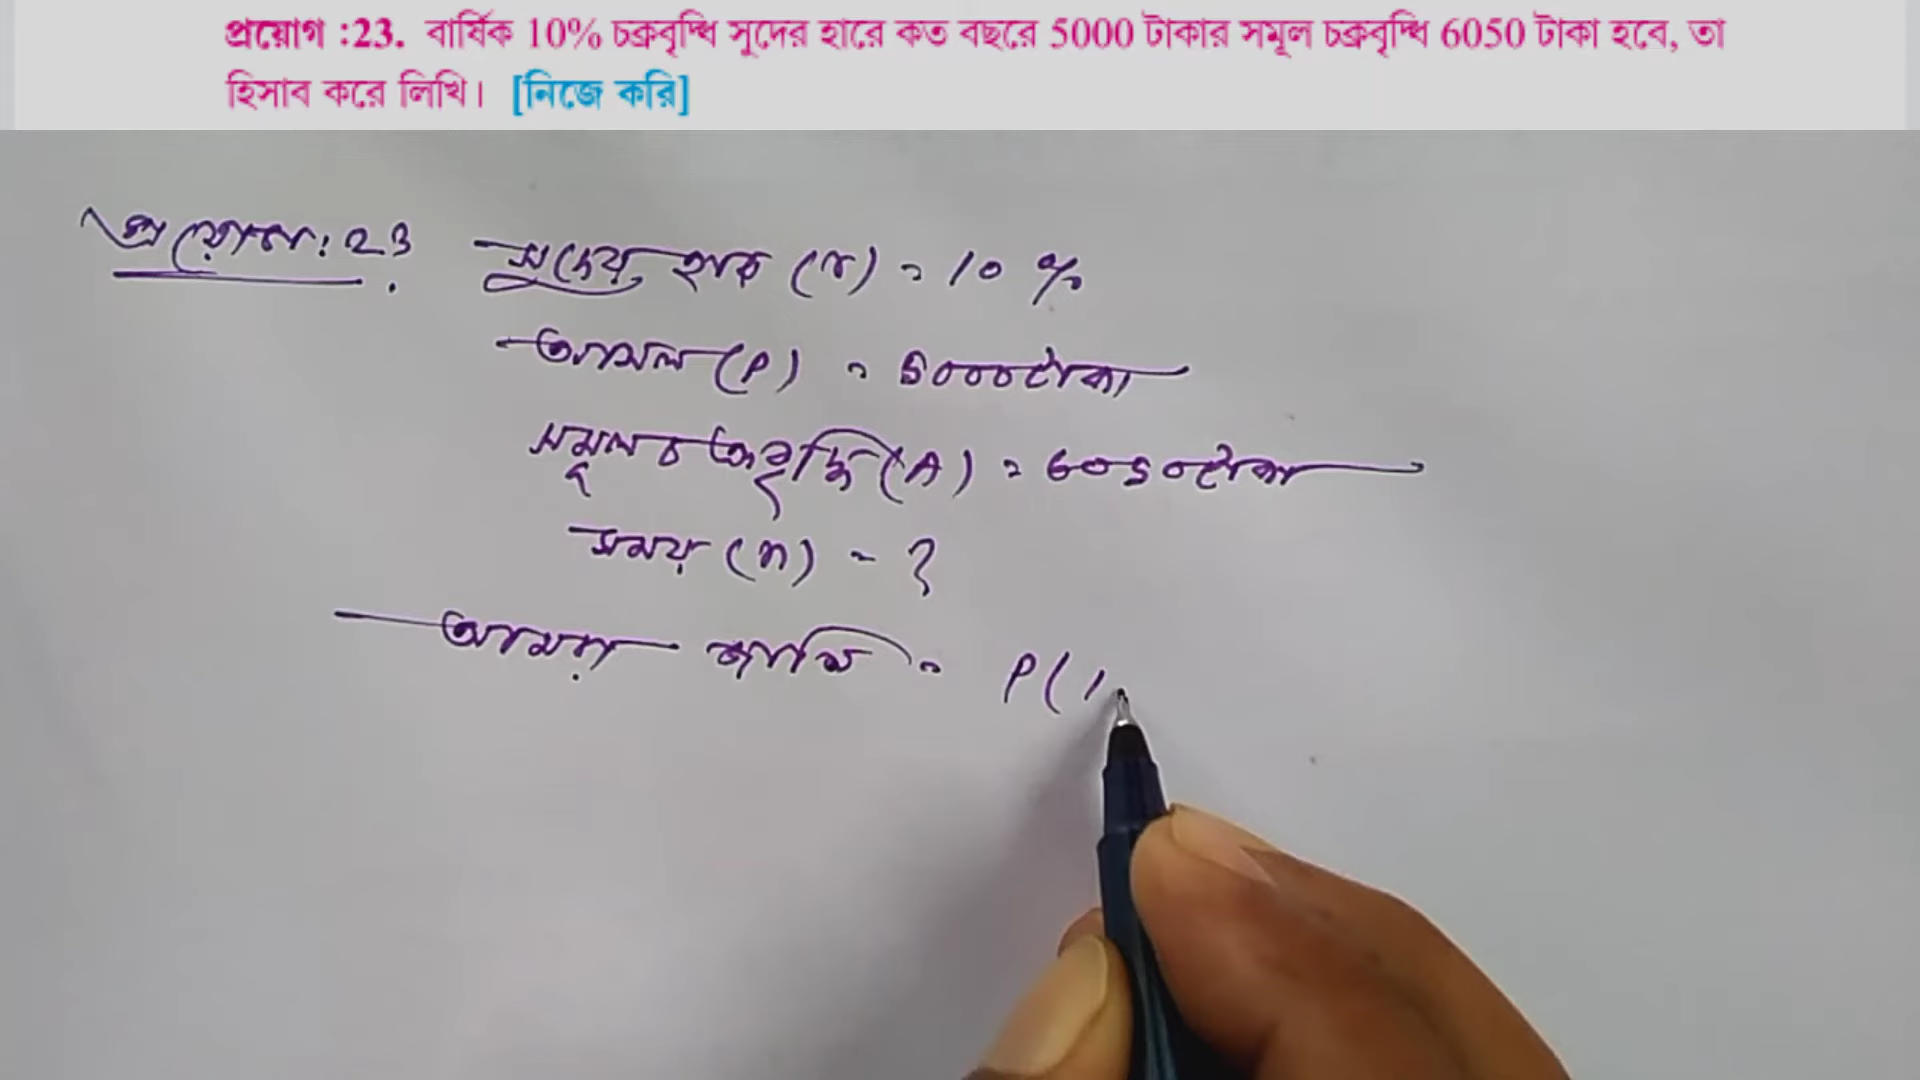 প্রয়োগ :23. বার্ষিক 10% চক্রবৃদ্ধি সুদের হারে কত বছরে 5000 টাকার সমূল চক্রবৃদ্ধি 6050 টাকা হবে, তা
হিসাব করে লিখি। [নিজে করি]
প্রয়োগ: 23. সুদের হার (r) = 10 %
আসল (P) = 5000 টাকা
সমূল চক্রবৃদ্ধি (A) = 6050 টাকা
সময় (n) = ?
আমরা জানি = P(1